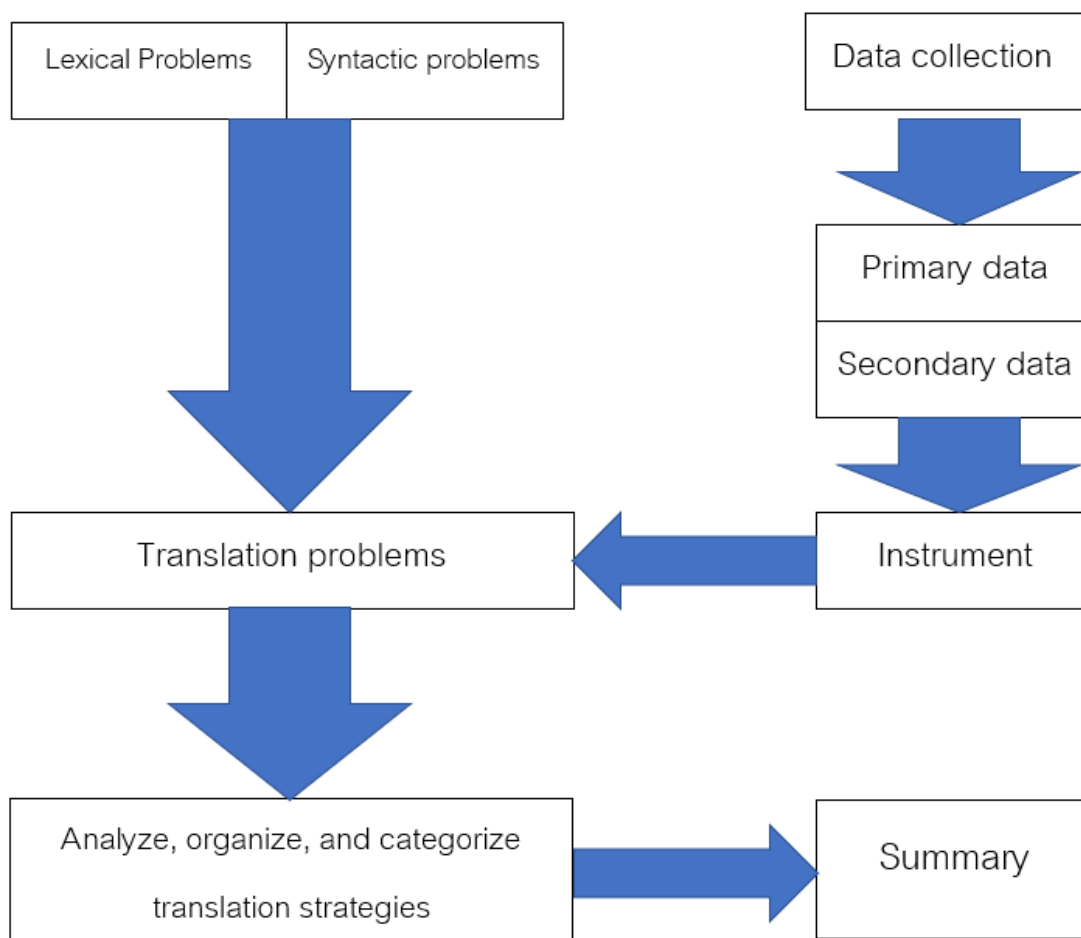 Lexical Problems
Syntactic problems
Data collection
Primary data
Secondary data
Translation problems
Instrument
Analyze, organize, and categorize
translation strategies
Summary